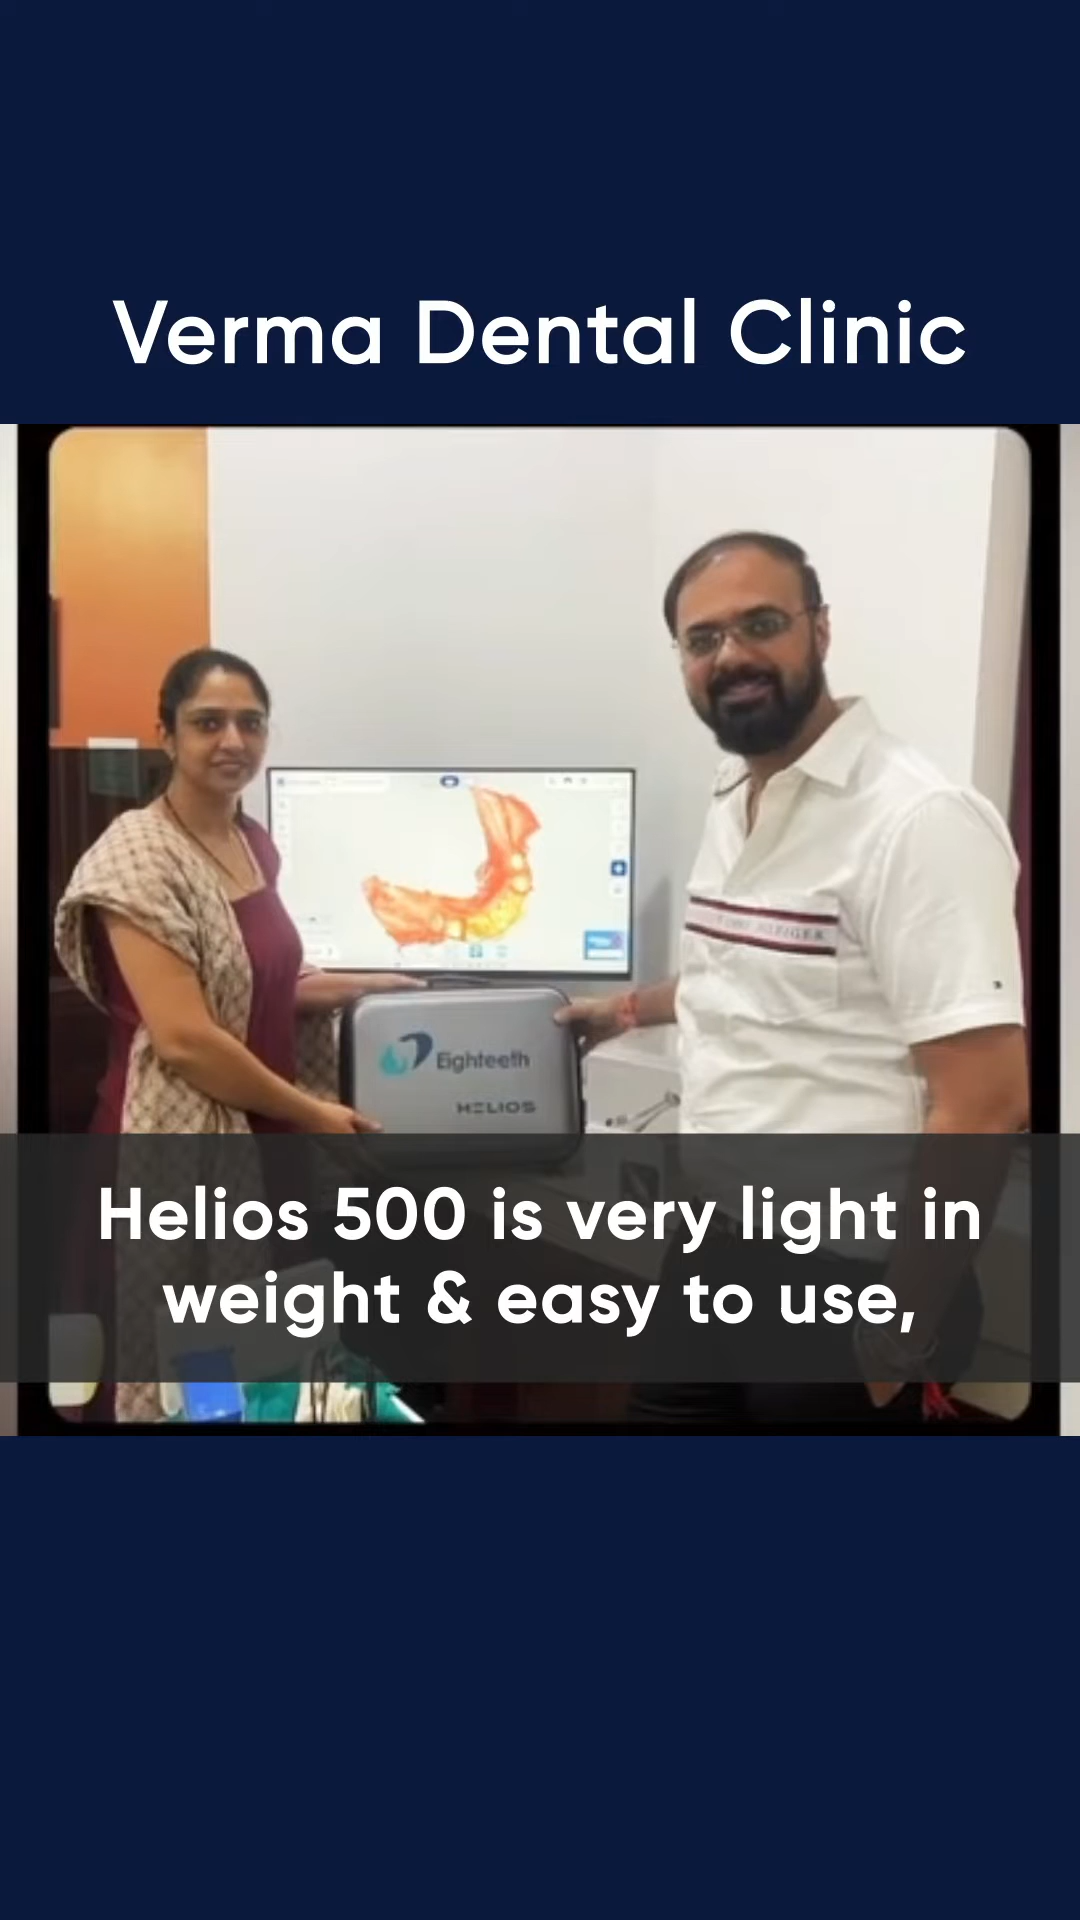 Verma Dental Clinic
Eighteeth
HELIOS
Helios 500 is very light in
weight & easy to use,